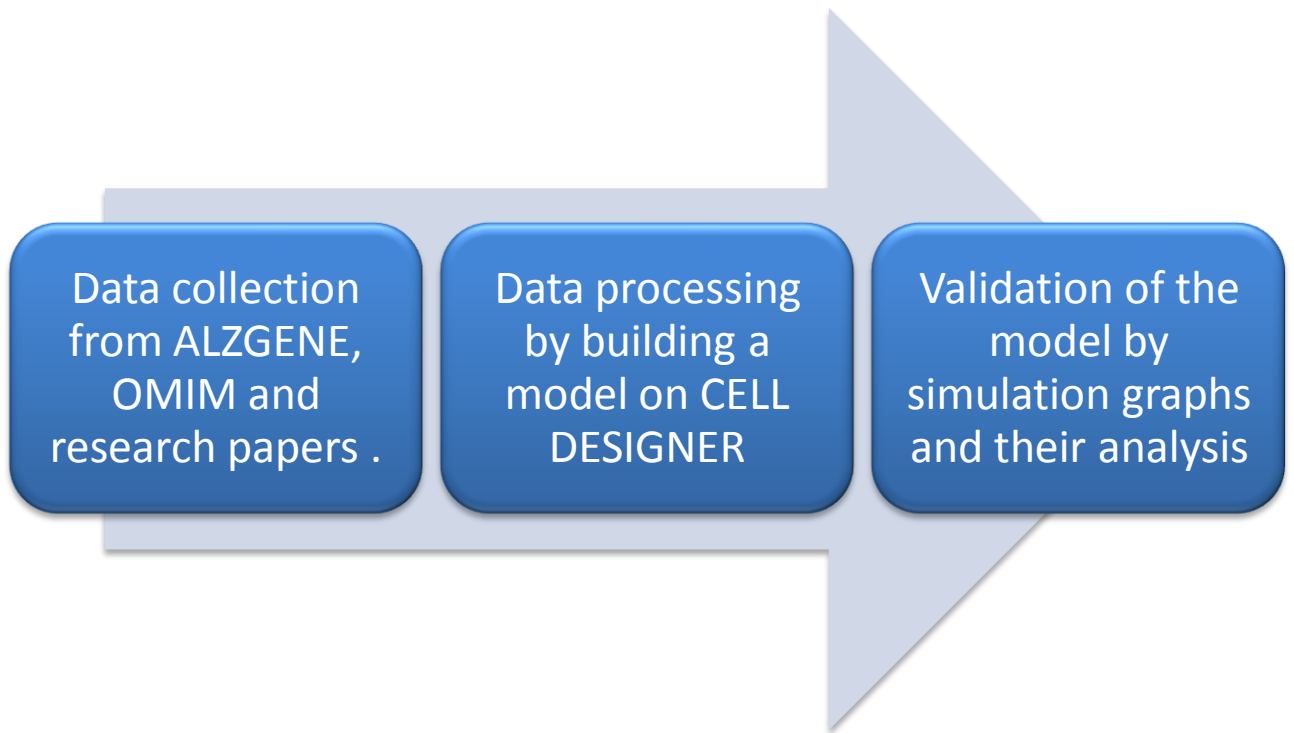 Data collection
from ALZGENE,
OMIM and
research papers .
Data processing
by building a
model on CELL
DESIGNER
Validation of the
model by
simulation graphs
and their analysis